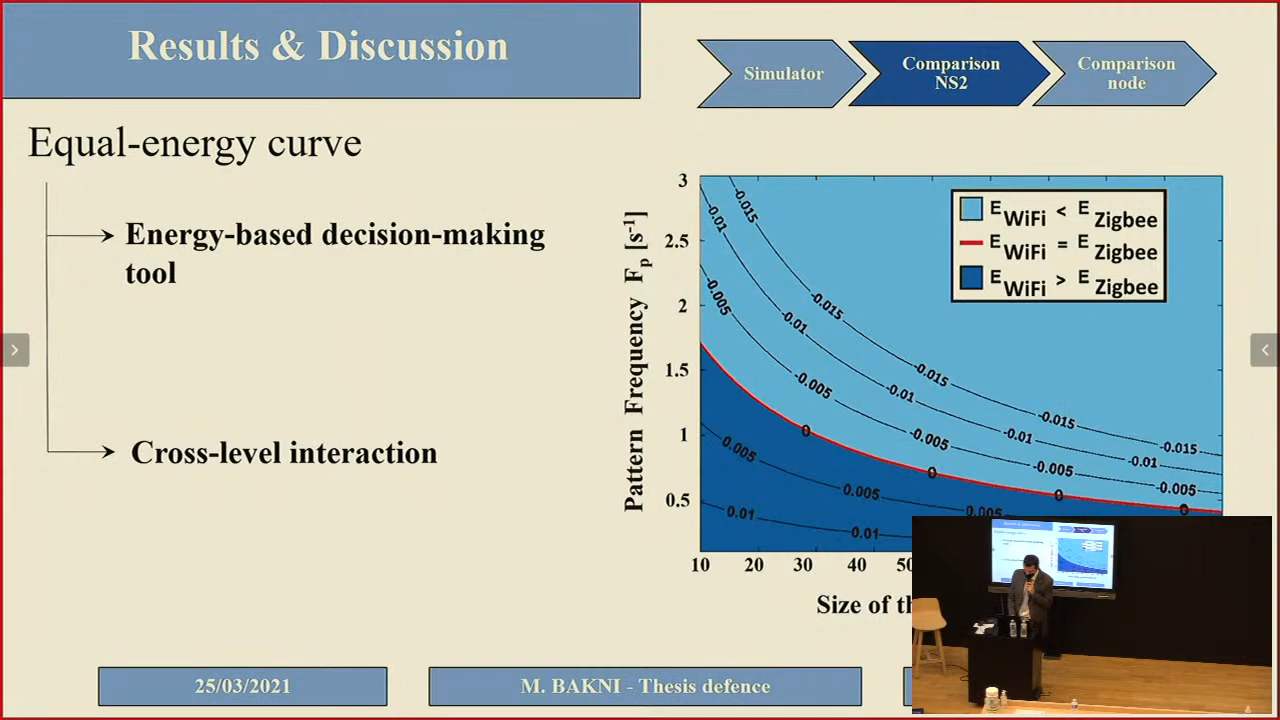 Results & Discussion
Simulator
Comparison
NS2
Comparison
node
Equal-energy curve
Energy-based decision-making
tool
Cross-level interaction
Pattern Frequency Fp [s-1]
3
2.5
2
1.5
1
0.5
10 20 30 40
E WiFi < E Zigbee
E WiFi = E Zigbee
E WiFi > E Zigbee
-0.015
-0.015
-0.015
-0.015
-0.015
-0.01
-0.01
-0.01
-0.01
-0.01
-0.005
-0.005
-0.005
-0.005
-0.005
0
0
0
0
0.005
0.005
0.005
0.01
0.01
Size of
25/03/2021
M. BAKNI - Thesis defence